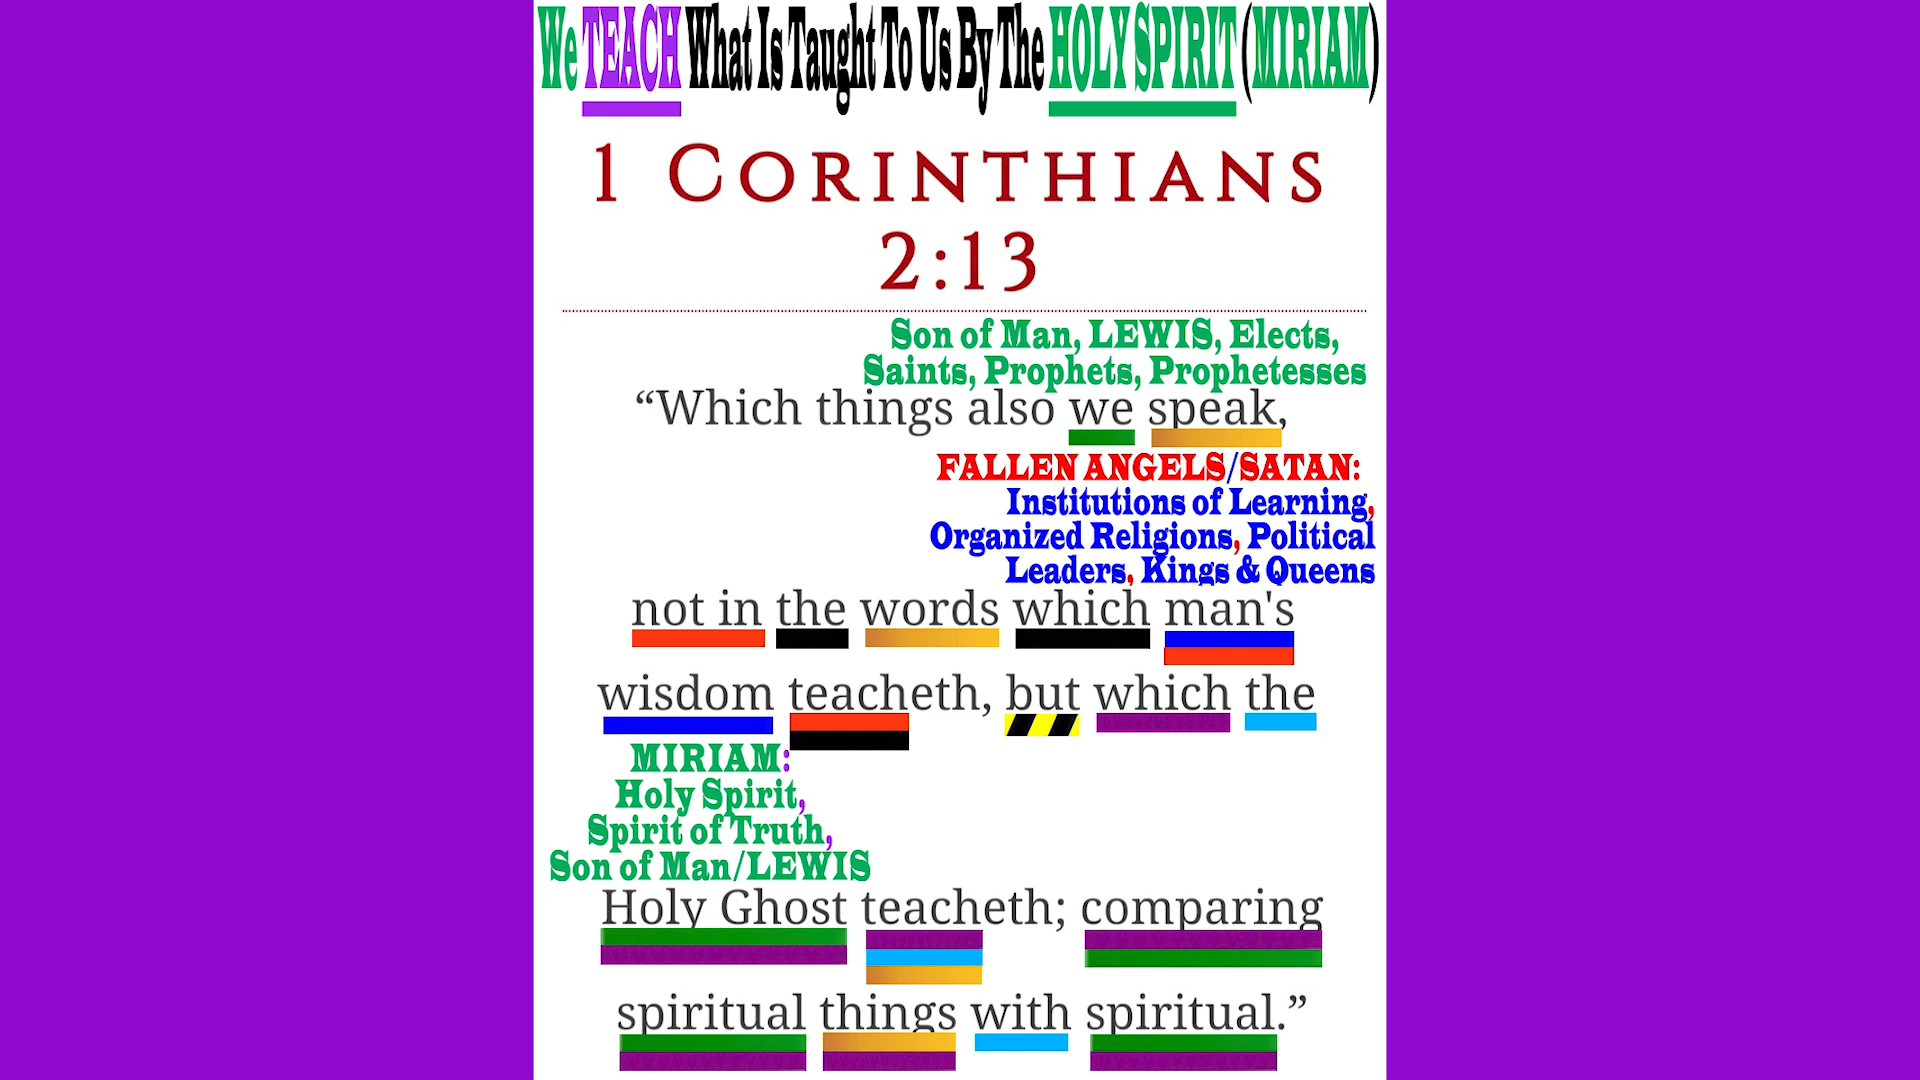 We TEACH What Is Taught To Us By The HOLY SPIRIT (MIRIAM)
1 CORINTHIANS
2:13
Son of Man, LEWIS, Elects,
Saints, Prophets, Prophetesses
“Which things also we speak,
FALLEN ANGELS/SATAN:
Institutions of Learning,
Organized Religions, Political
Leaders, Kings & Queens
not in the words which man's
wisdom teacheth, but which the
MIRIAM:
Holy Spirit,
Spirit of Truth,
Son of Man/LEWIS
Holy Ghost teacheth; comparing
spiritual things with spiritual.”